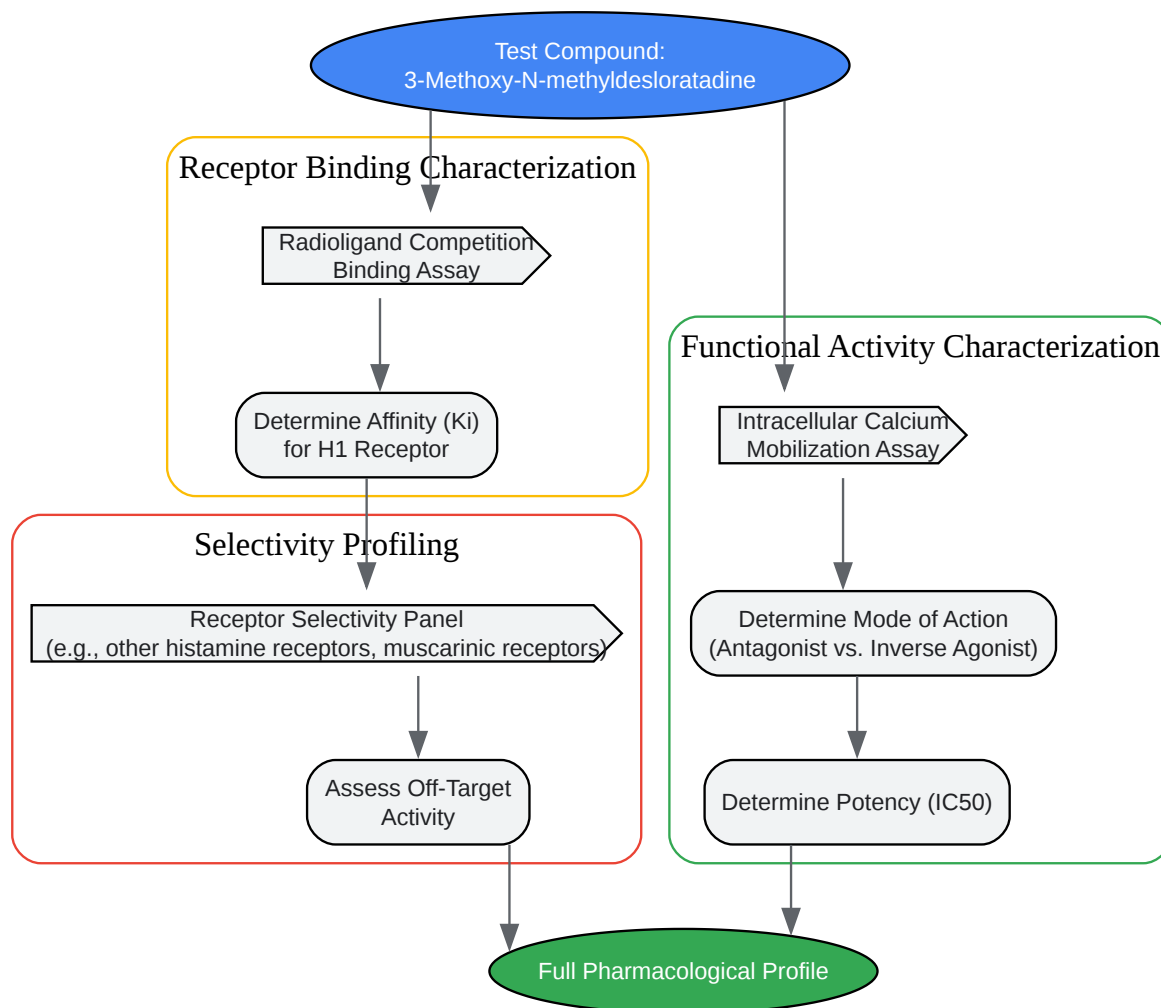 Test Compound:
3-Methoxy-N-methyldesloratadine
Receptor Binding Characterization
Radioligand Competition
Binding Assay
Determine Affinity (Ki)
for H1 Receptor
Selectivity Profiling
Receptor Selectivity Panel
(e.g., other histamine receptors, muscarinic receptors)
Assess Off-Target
Activity
Functional Activity Characterization
Intracellular Calcium
Mobilization Assay
Determine Mode of Action
(Antagonist vs. Inverse Agonist)
Determine Potency (IC50)
Full Pharmacological Profile